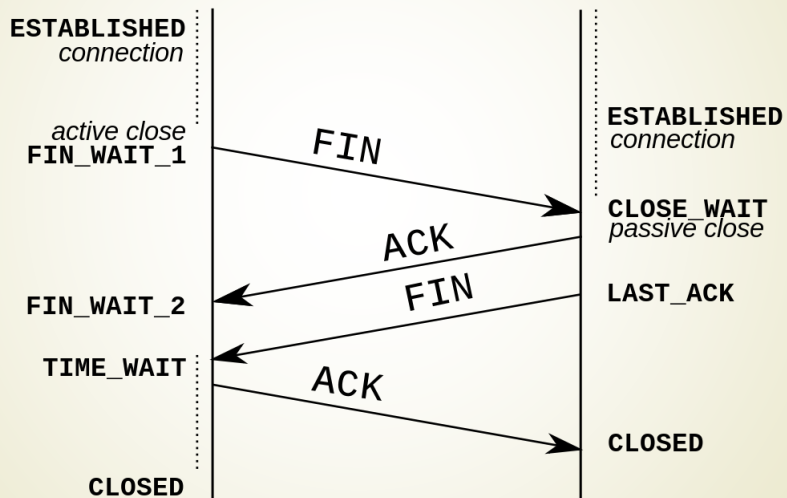 ESTABLISHED
connection
ESTABLISHED
connection
active close
FIN_WAIT_1
FIN
CLOSE_WAIT
passive close
ACK
FIN
FIN_WAIT_2
LAST_ACK
TIME_WAIT
ACK
CLOSED
CLOSED